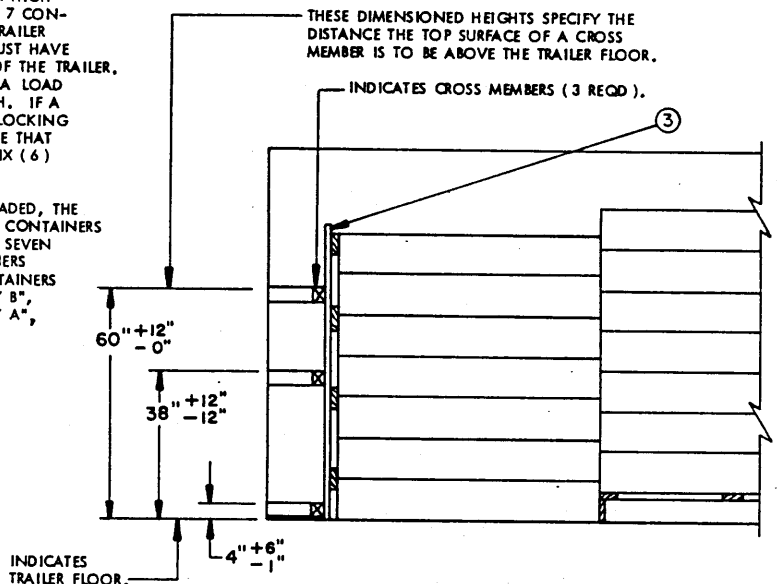 7 CON-
RAILER
UST HAVE
OF THE TRAILER.
A LOAD
H. IF A
LOCKING
E THAT
IX (6)
ADED, THE
CONTAINERS
SEVEN
BERS
TAINERS
B",
A",
THESE DIMENSIONED HEIGHTS SPECIFY THE
DISTANCE THE TOP SURFACE OF A CROSS
MEMBER IS TO BE ABOVE THE TRAILER FLOOR.
INDICATES CROSS MEMBERS (3 REQD).
3
60" +12"
- 0"
38" +12"
-12"
4" +6"
-1"
INDICATES
TRAILER FLOOR.